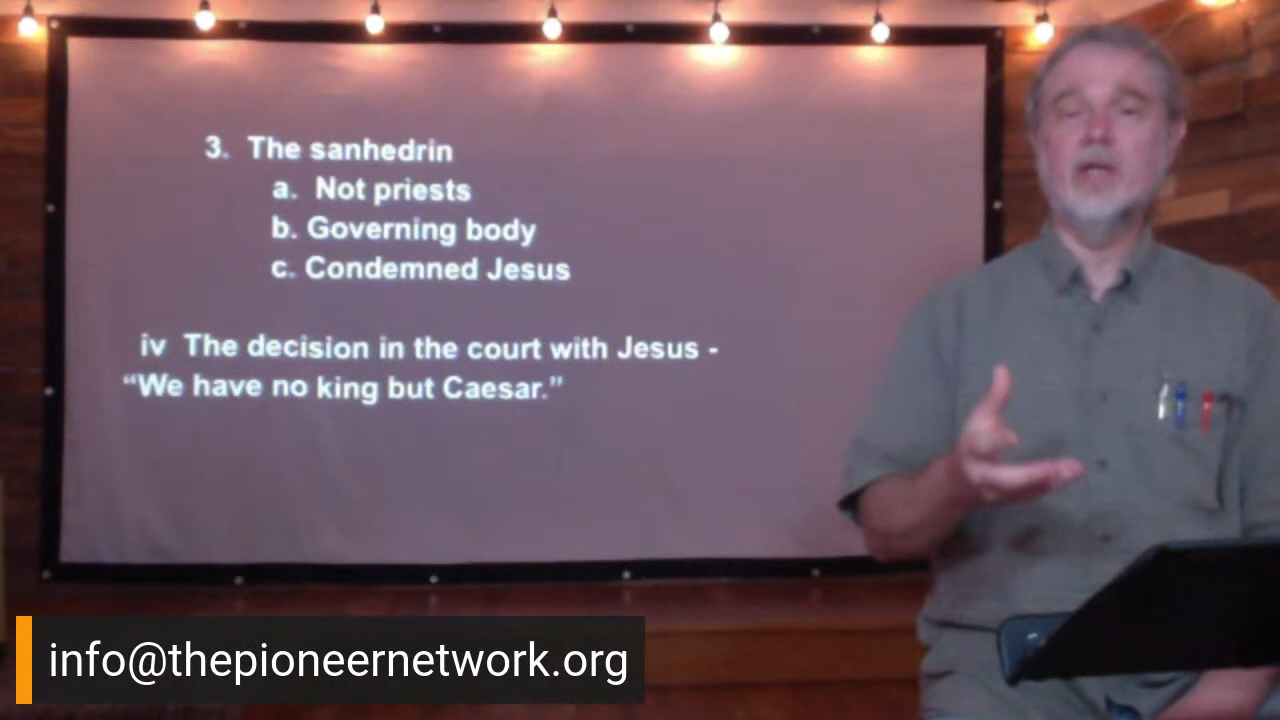 3. The sanhedrin
a. Not priests
b. Governing body
c. Condemned Jesus
iv The decision in the court with Jesus -
“We have no king but Caesar.”
info@thepioneernetwork.org